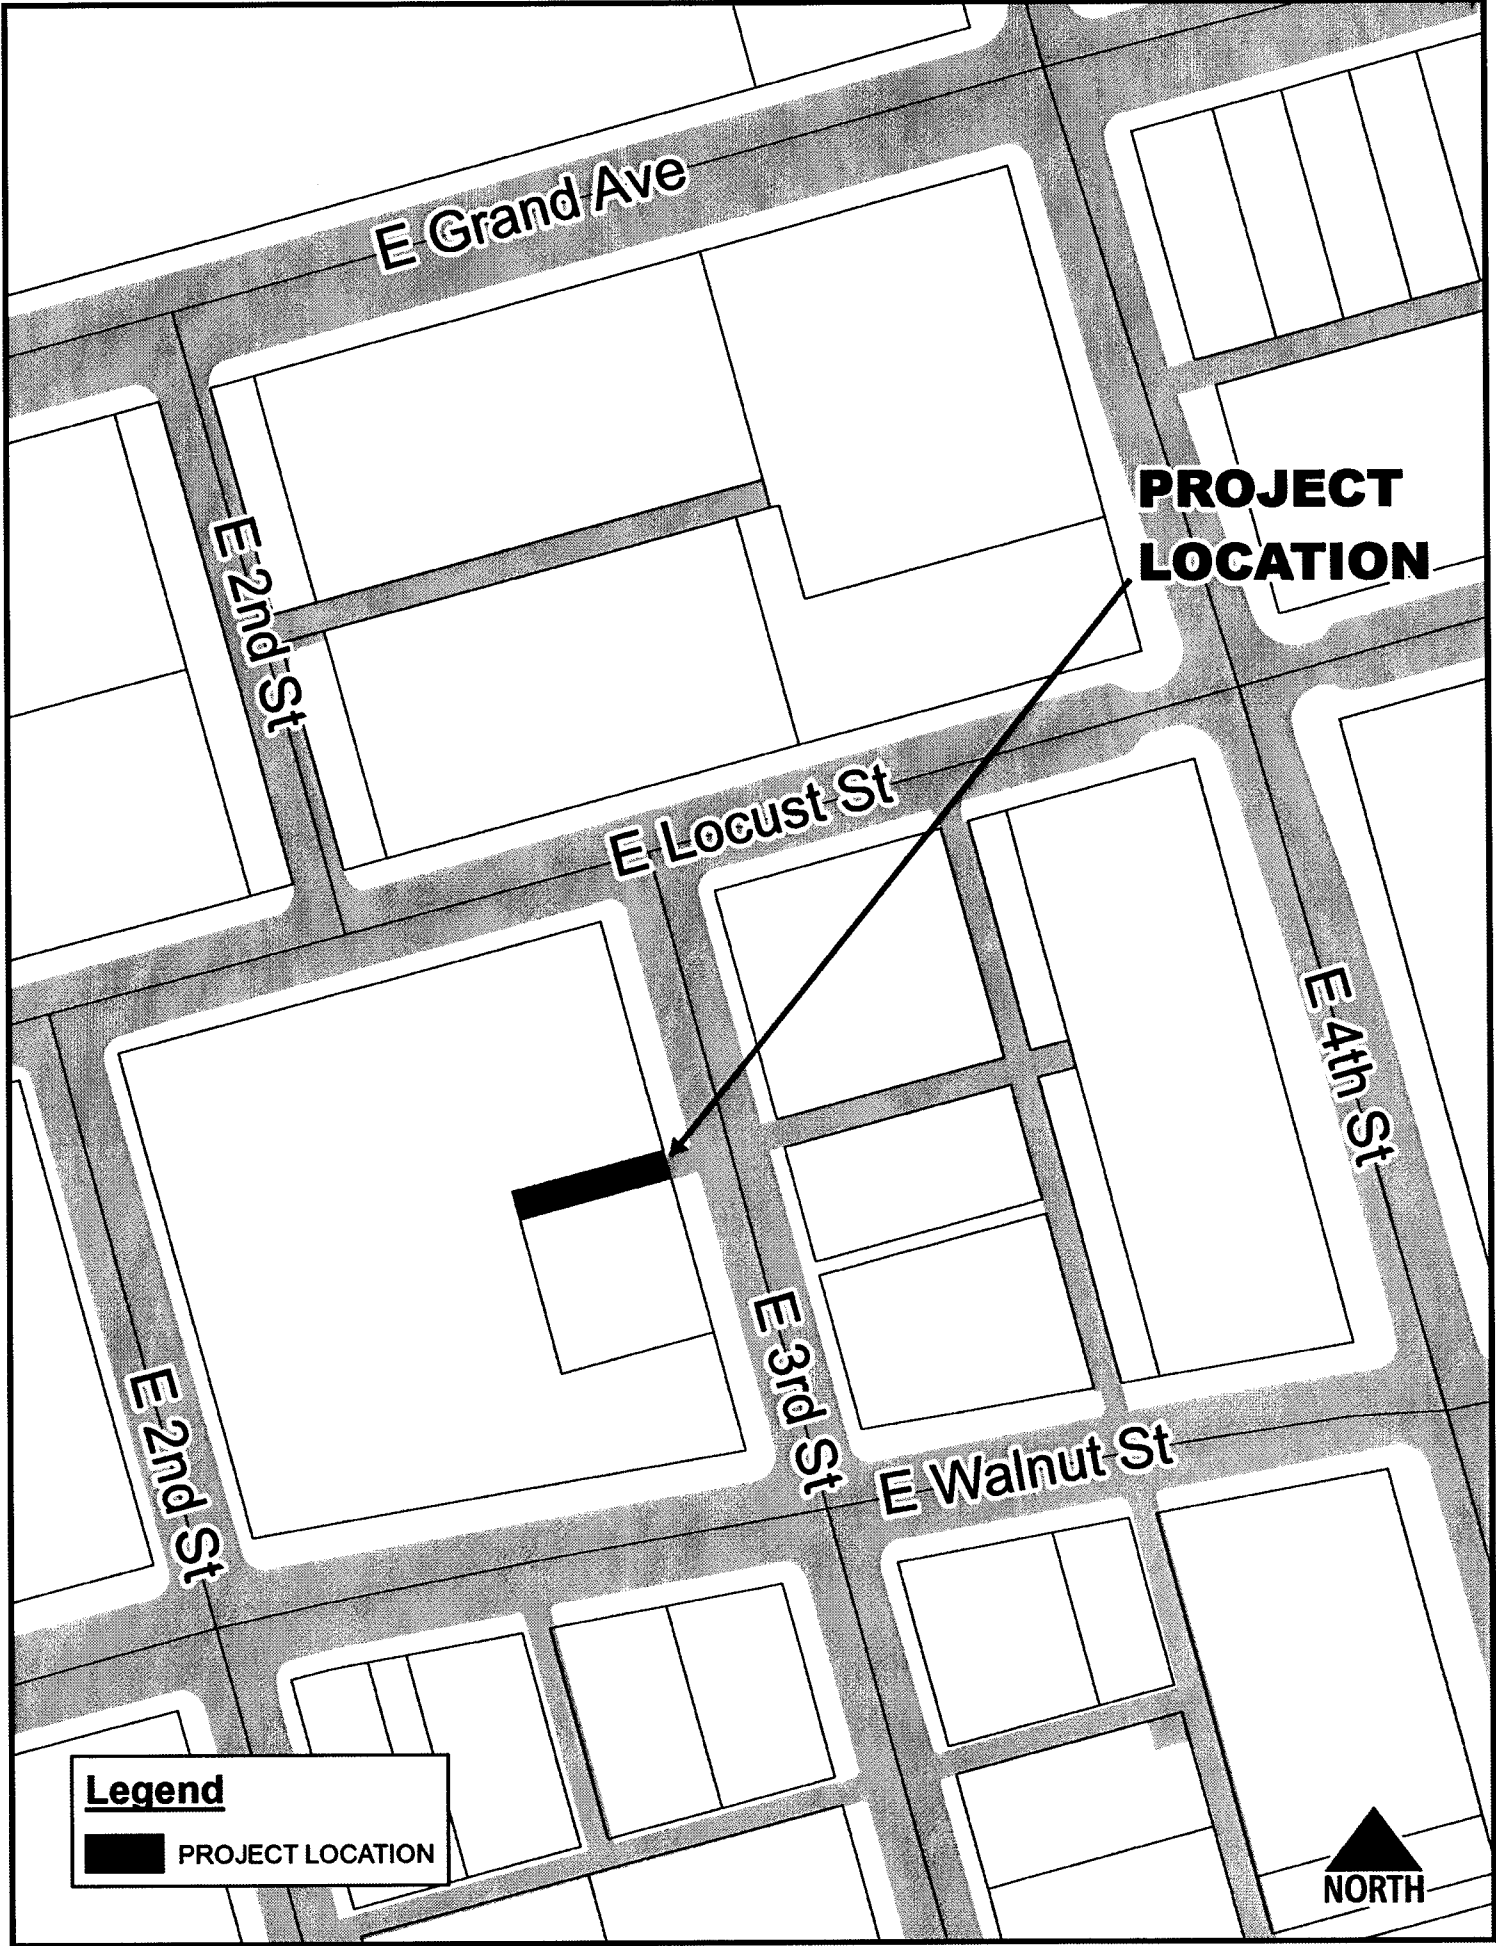 E Grand Ave
PROJECT
LOCATION
E 2nd St
E Locust St
E 4th St
E 3rd St
E 2nd St
E Walnut St
Legend
PROJECT LOCATION
NORTH